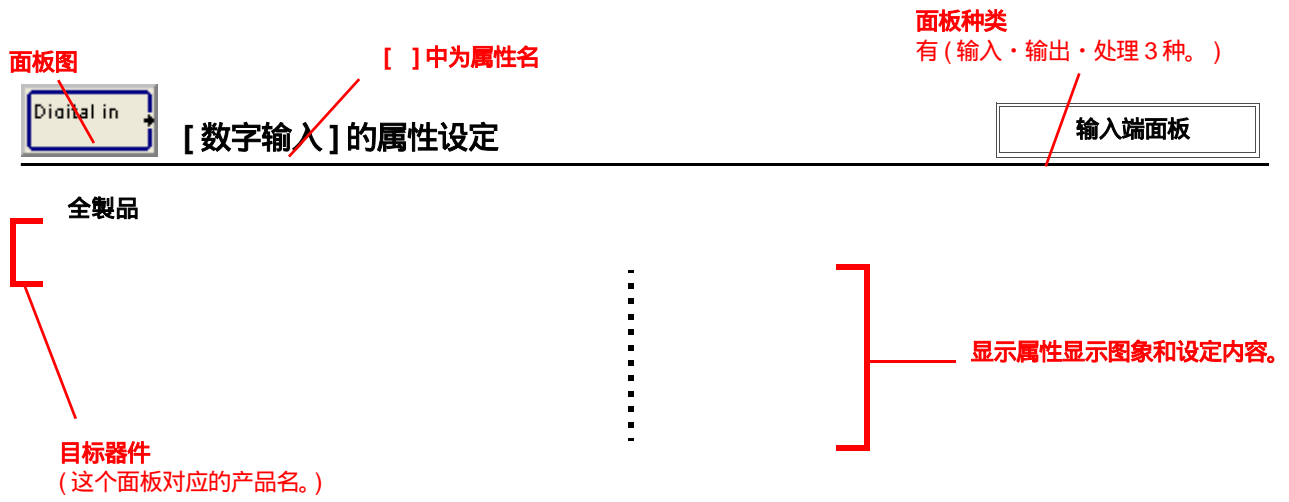 面板种类
有 ( 输入・输出・处理 3 种。 )
[ ] 中为属性名
面板图
Digital in
[ 数字输入 ] 的属性设定
输入端面板
全製品
显示属性显示图象和设定内容。
目标器件
( 这个面板对应的产品名。)